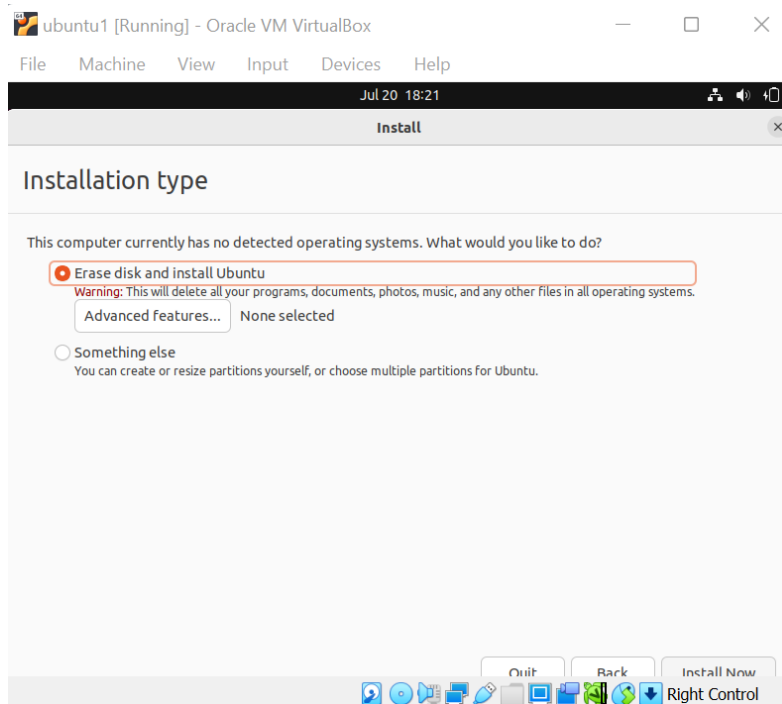 ubuntu1 [Running] - Oracle VM VirtualBox
File Machine View Input Devices Help
Jul 20 18:21
Install
Installation type
This computer currently has no detected operating systems. What would you like to do?
Erase disk and install Ubuntu
Warning: This will delete all your programs, documents, photos, music, and any other files in all operating systems.
Advanced features... None selected
Something else
You can create or resize partitions yourself, or choose multiple partitions for Ubuntu.
Quit Back Install Now
Right Control